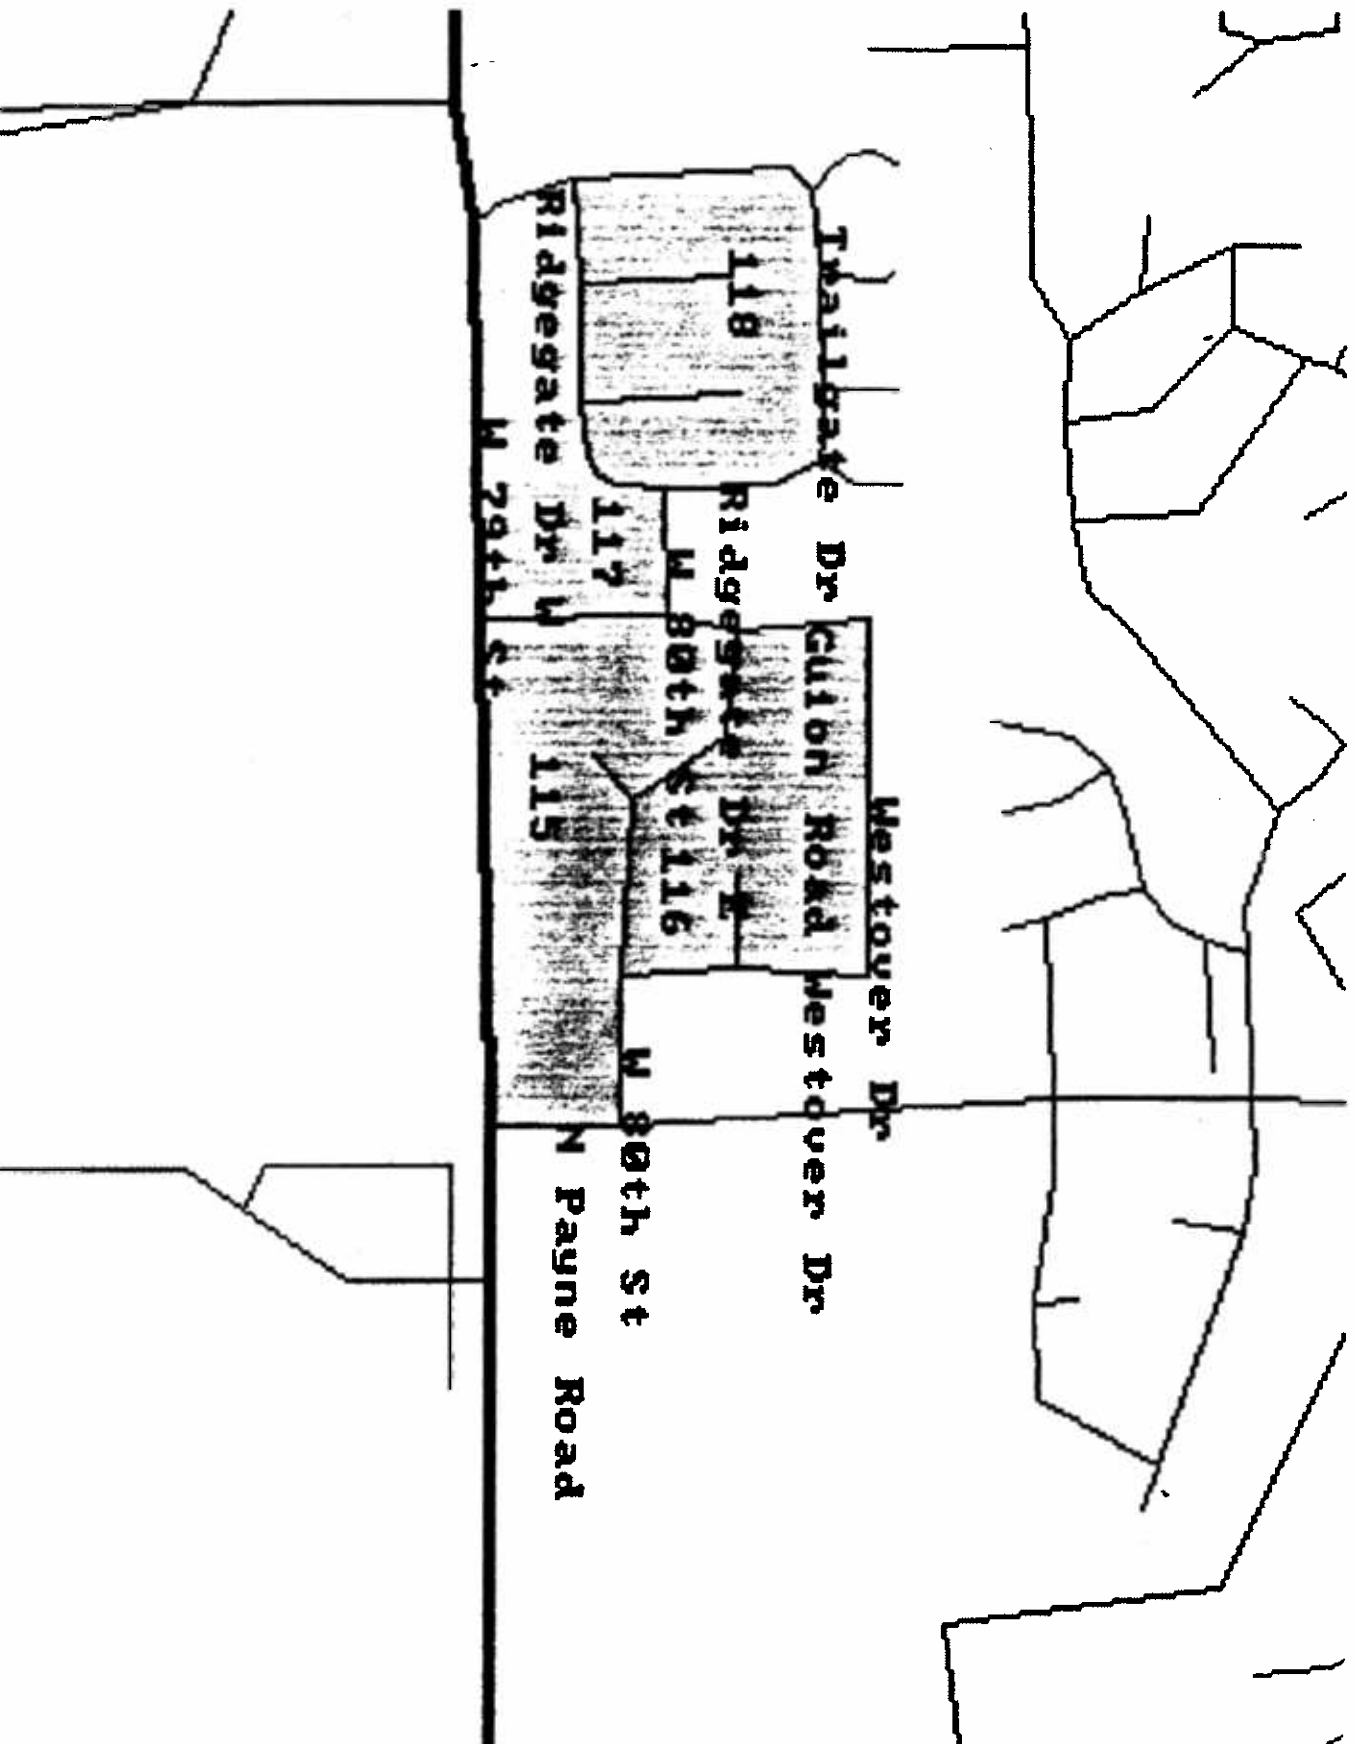 Westover Dr
Trailgate Dr
Guion Road
Westover Dr
118
Ridgegate Dr E
W 80th St
116
W 80th St
117
Ridgegate Dr W
115
N Payne Road
W 79th St